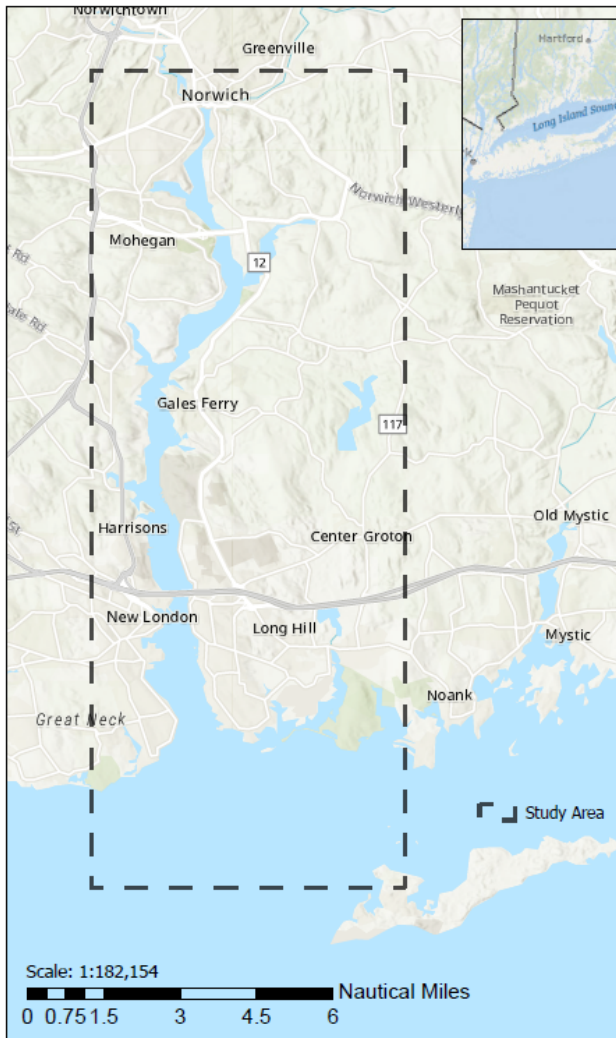 Norwichtown
Greenville
Hartford
Norwich
Long Island Soun
Norwich Westerly
Mohegan
12
Mashantucket
Pequot
Reservation
Gales Ferry
117
Old Mystic
Harrisons
Center Groton
New London
Long Hill
Mystic
Noank
Great Neck
Study Area
Scale: 1:182,154
Nautical Miles
0 0.75 1.5 3 4.5 6